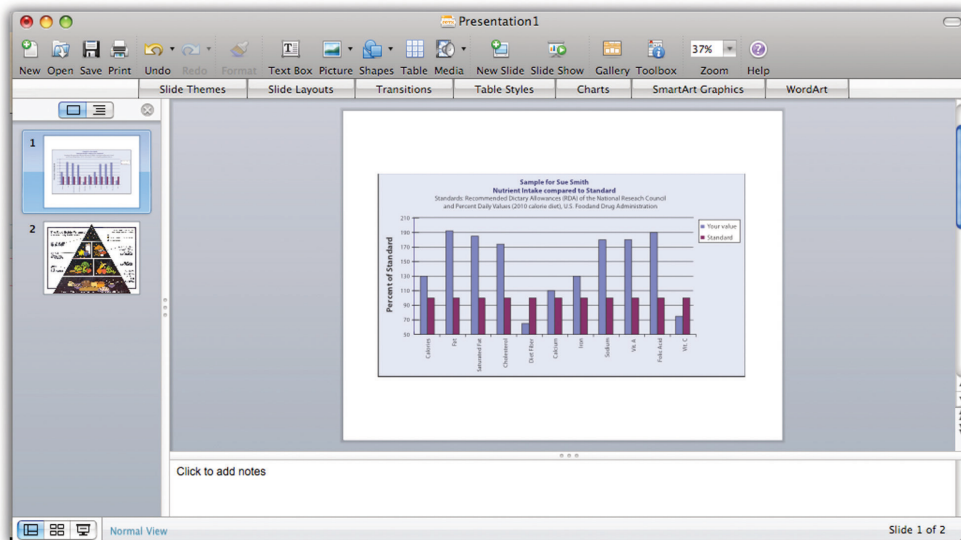 Presentation1
New Open Save Print Undo Redo Format Text Box Picture Shapes Table Media New Slide Slide Show Gallery Toolbox Zoom Help
37%
Slide Themes Slide Layouts Transitions Table Styles Charts SmartArt Graphics WordArt
1
2
Sample for Sue Smith
Nutrient Intake compared to Standard
Standards: Recommended Dictary Allowances (RDA) of the National Reseach Council
and Percent Daily Values (2010 calorie diet), U.S. Foodand Drug Administration.
Percent of Standard
210
190
170
150
130
110
90
70
50
Calories
Fat
Saturated Fat
Cholesterol
Diet Fiber
Calcium
Iron
Sodium
Vit. A
Folic Acid
Vit. C
Your value
Standard
Click to add notes
Normal View
Slide 1 of 2